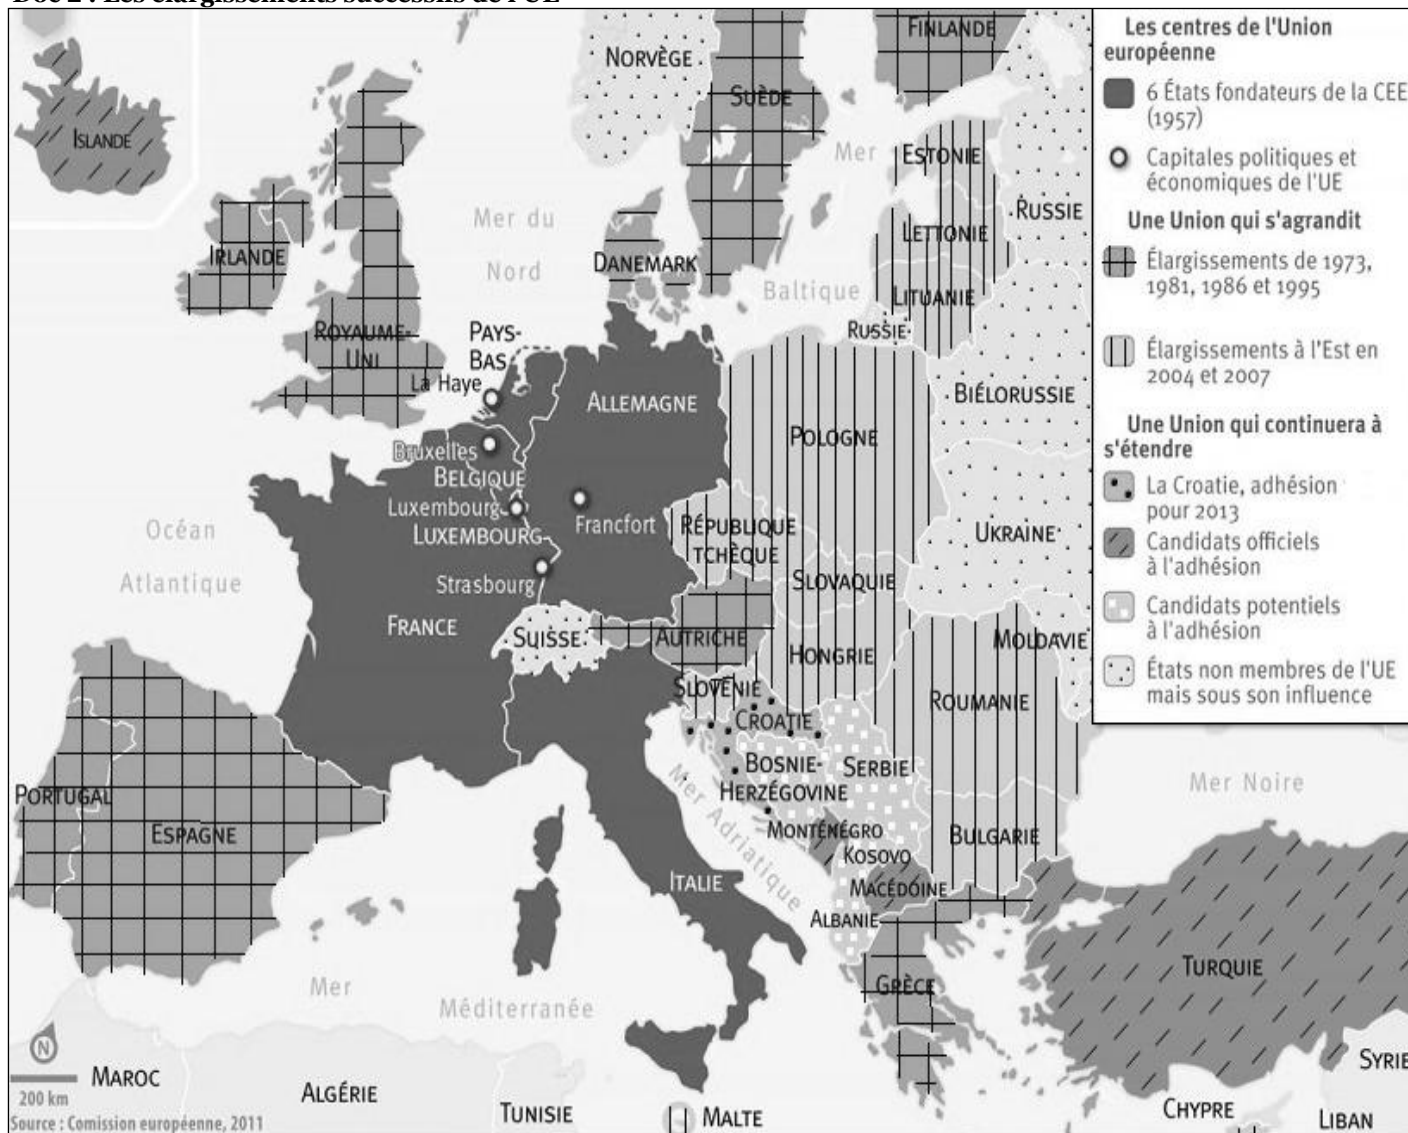 Doc 2 : Les élargissements successifs de l'UE
ISLANDE
NORVÈGE
SUÈDE
FINLANDE
Mer
ESTONIE
RUSSIE
LETTONIE
Mer du
Nord
IRLANDE
DANEMARK
Baltique
LITUANIE
RUSSIE
ROYAUME-
UNI
PAYS-
BAS
La Haye
ALLEMAGNE
BIÉLORUSSIE
POLOGNE
Bruxelles
BELGIQUE
Luxembourg
LUXEMBOURG
Francfort
RÉPUBLIQUE
TCHÈQUE
UKRAINE
Océan
Atlantique
Strasbourg
SLOVAQUIE
FRANCE
SUISSE
AUTRICHE
HONGRIE
MOLDAVIE
SLOVÉNIE
CROATIE
ROUMANIE
BOSNIE-
HERZÉGOVINE
SERBIE
Mer Noire
PORTUGAL
ESPAGNE
Mer Adriatique
MONTÉNÉGRO
KOSOVO
BULGARIE
ITALIE
MACÉDOINE
ALBANIE
TURQUIE
GRÈCE
Mer
Méditerranée
N
200 km
MAROC
ALGÉRIE
TUNISIE
MALTE
CHYPRE
SYRIE
LIBAN
Source : Comission européenne, 2011
Les centres de l'Union
européenne
6 États fondateurs de la CEE
(1957)
Capitales politiques et
économiques de l'UE
Une Union qui s'agrandit
Élargissements de 1973,
1981, 1986 et 1995
Élargissements à l'Est en
2004 et 2007
Une Union qui continuera à
s'étendre
La Croatie, adhésion
pour 2013
Candidats officiels
à l'adhésion
Candidats potentiels
à l'adhésion
États non membres de l'UE
mais sous son influence